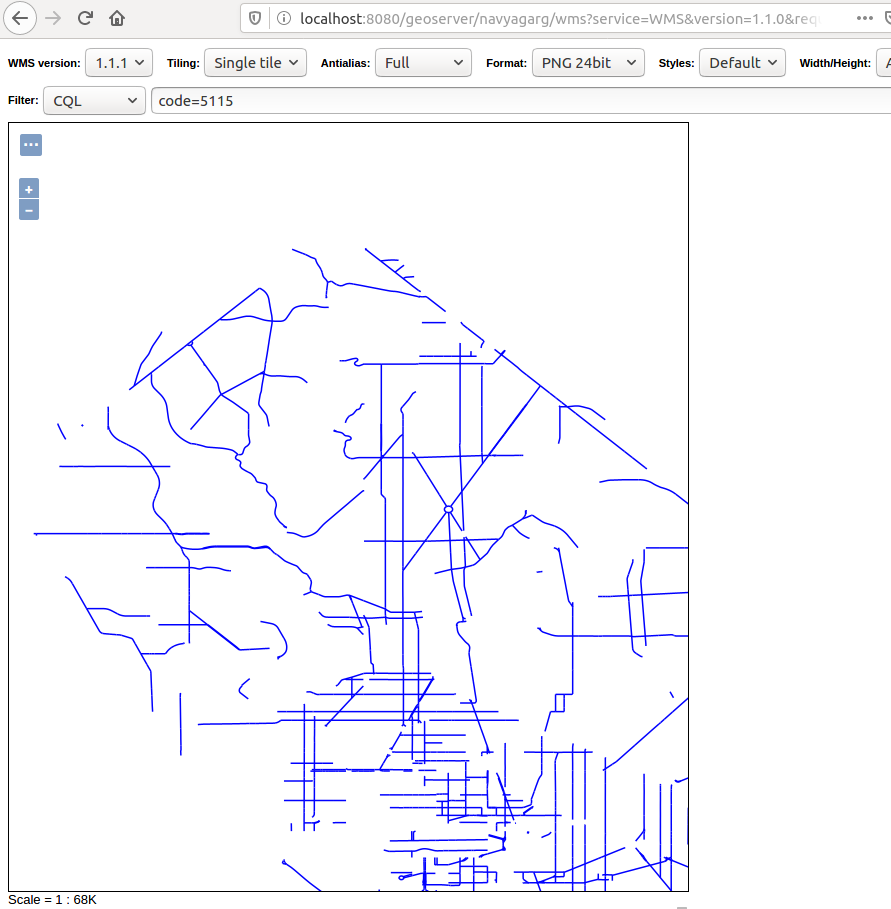 localhost:8080/geoserver/navyagarg/wms?service=WMS&version=1.1.0&req
WMS version: 1.1.1 Tiling: Single tile Antialias: Full Format: PNG 24bit Styles: Default Width/Height: A
Filter: CQL code=5115
Scale = 1 : 68K